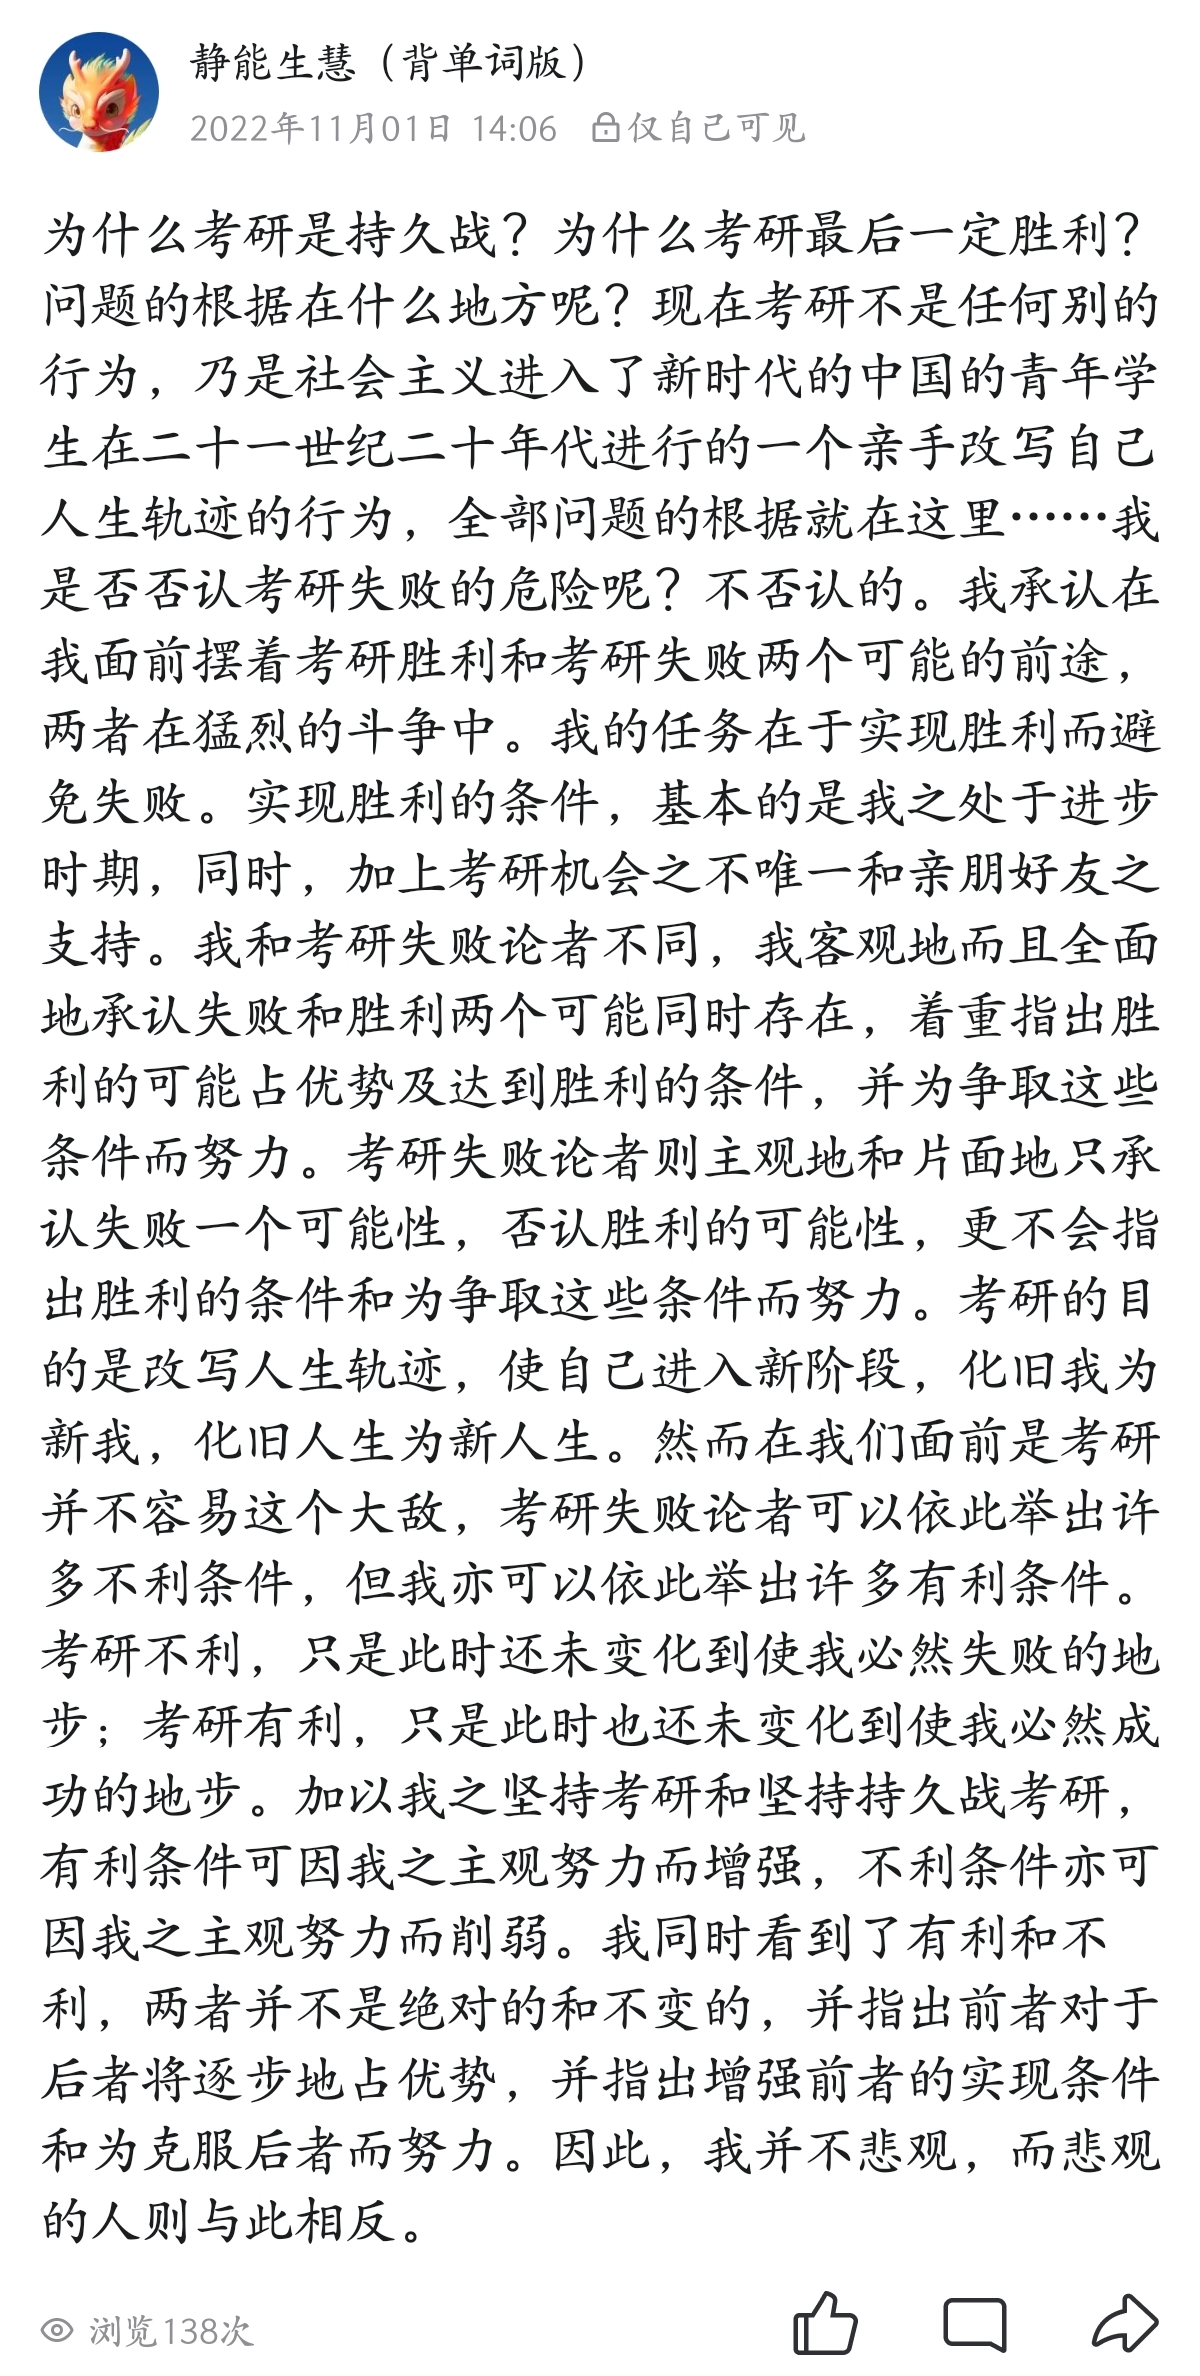 静能生慧（背单词版）
2022年11月01日 14:06 仅自己可见
为什么考研是持久战？为什么考研最后一定胜利？
问题的根据在什么地方呢？现在考研不是任何别的
行为，乃是社会主义进入了新时代的中国的青年学
生在二十一世纪二十年代进行的一个亲手改写自己
人生轨迹的行为，全部问题的根据就在这里……我
是否否认考研失败的危险呢？不否认的。我承认在
我面前摆着考研胜利和考研失败两个可能的前途，
两者在猛烈的斗争中。我的任务在于实现胜利而避
免失败。实现胜利的条件，基本的是我之处于进步
时期，同时，加上考研机会之不唯一和亲朋好友之
支持。我和考研失败论者不同，我客观地而且全面
地承认失败和胜利两个可能同时存在，着重指出胜
利的可能占优势及达到胜利的条件，并为争取这些
条件而努力。考研失败论者则主观地和片面地只承
认失败一个可能性，否认胜利的可能性，更不会指
出胜利的条件和为争取这些条件而努力。考研的目
的是改写人生轨迹，使自己进入新阶段，化旧我为
新我，化旧人生为新人生。然而在我们面前是考研
并不容易这个大敌，考研失败论者可以依此举出许
多不利条件，但我亦可以依此举出许多有利条件。
考研不利，只是此时还未变化到使我必然失败的地
步；考研有利，只是此时也还未变化到使我必然成
功的地步。加以我之坚持考研和坚持持久战考研，
有利条件可因我之主观努力而增强，不利条件亦可
因我之主观努力而削弱。我同时看到了有利和不
利，两者并不是绝对的和不变的，并指出前者对于
后者将逐步地占优势，并指出增强前者的实现条件
和为克服后者而努力。因此，我并不悲观，而悲观
的人则与此相反。
浏览138次